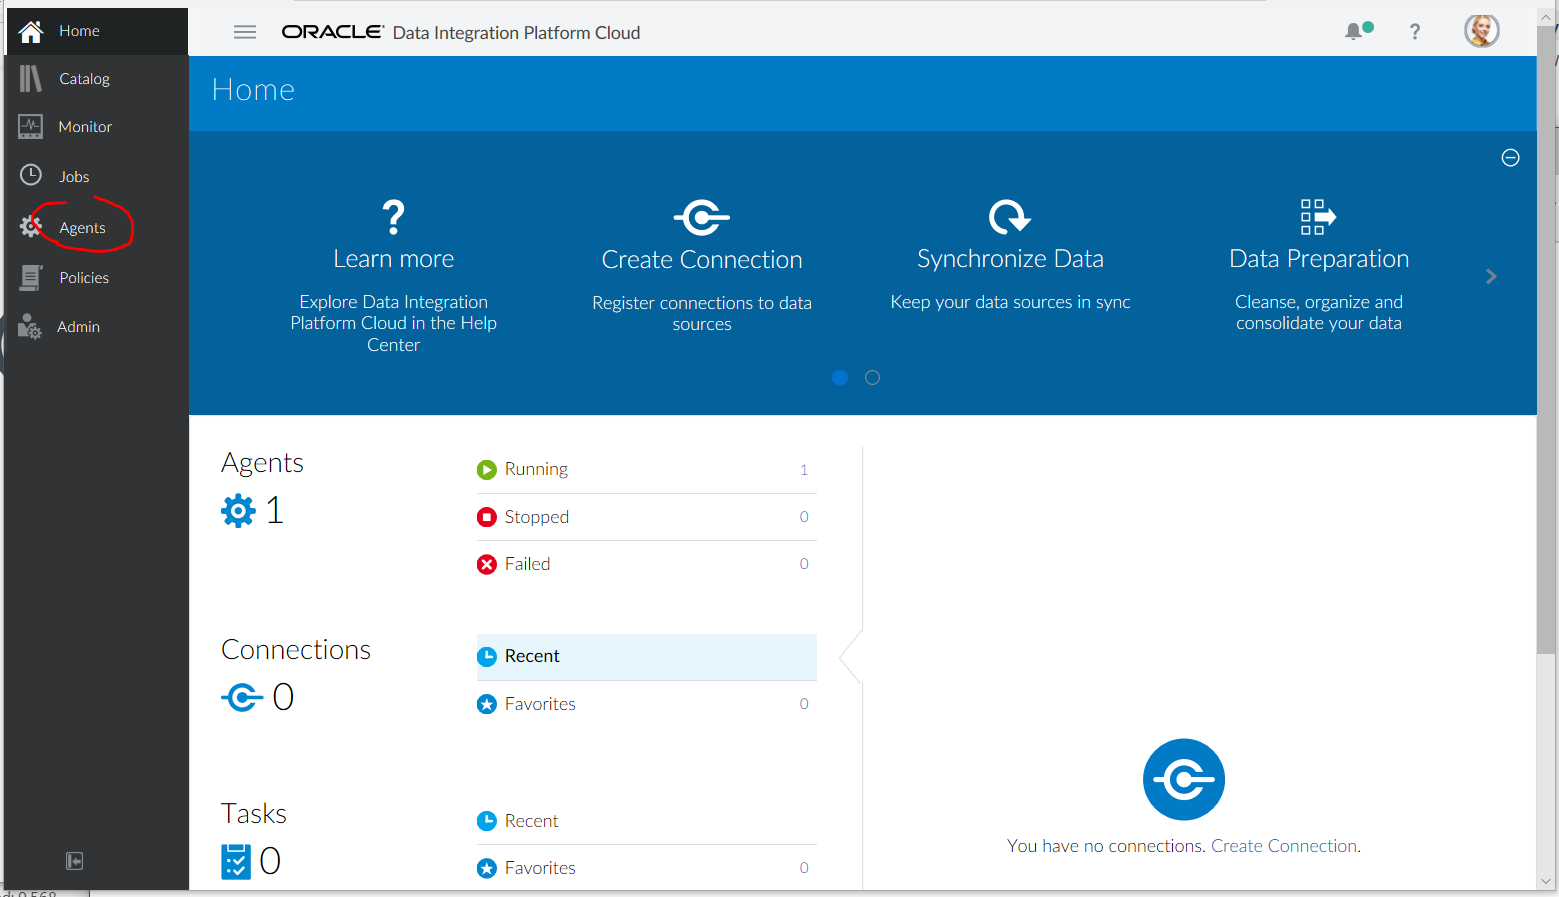 Home
Catalog
Monitor
Jobs
Agents
Policies
Admin
ORACLE Data Integration Platform Cloud
?
Home
?
Learn more
Explore Data Integration
Platform Cloud in the Help
Center
Create Connection
Register connections to data
sources
Synchronize Data
Keep your data sources in sync
Data Preparation
Cleanse, organize and
consolidate your data
Agents
1
Running 1
Stopped 0
Failed 0
Connections
0
Recent
Favorites 0
Tasks
0
Recent
Favorites 0
You have no connections. Create Connection.